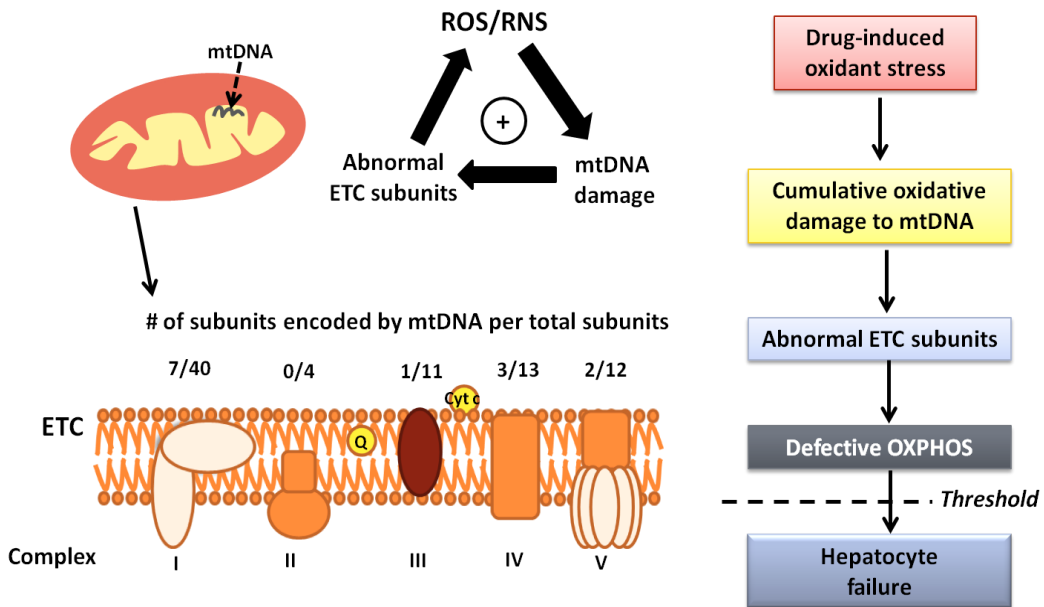 mtDNA
ROS/RNS
+
Abnormal
ETC subunits
mtDNA
damage
# of subunits encoded by mtDNA per total subunits
7/40 0/4 1/11 3/13 2/12
Cyt c
ETC
Q
Complex I II III IV V
Drug-induced
oxidant stress
Cumulative oxidative
damage to mtDNA
Abnormal ETC subunits
Defective OXPHOS
Threshold
Hepatocyte
failure